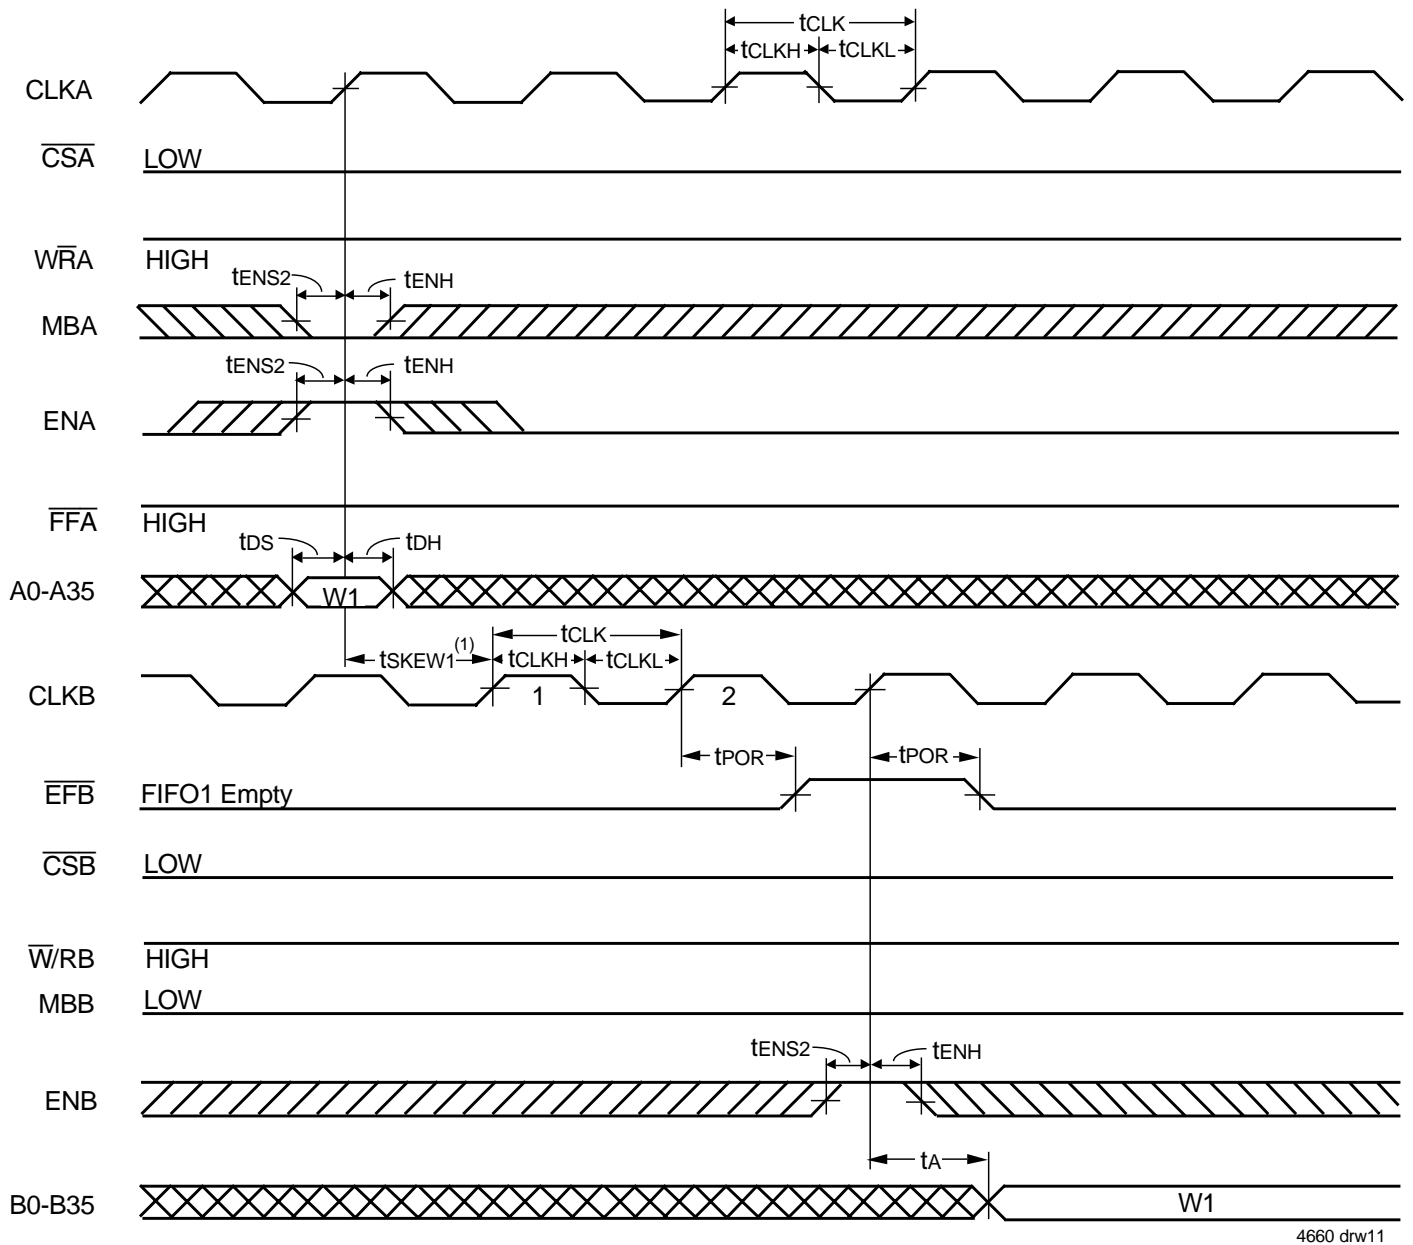 tCLK
tCLKH tCLKL
CLKA
CSA LOW
WRA HIGH
tENS2 tENH
MBA
tENS2 tENH
ENA
FFA HIGH
tDS tDH
A0-A35 W1
tSKEW1(1) tCLK
tCLKH tCLKL
CLKB 1 2
tPOR tPOR
EFB FIFO1 Empty
CSB LOW
W/RB HIGH
MBB LOW
tENS2 tENH
ENB
tA
B0-B35 W1
4660 drw11